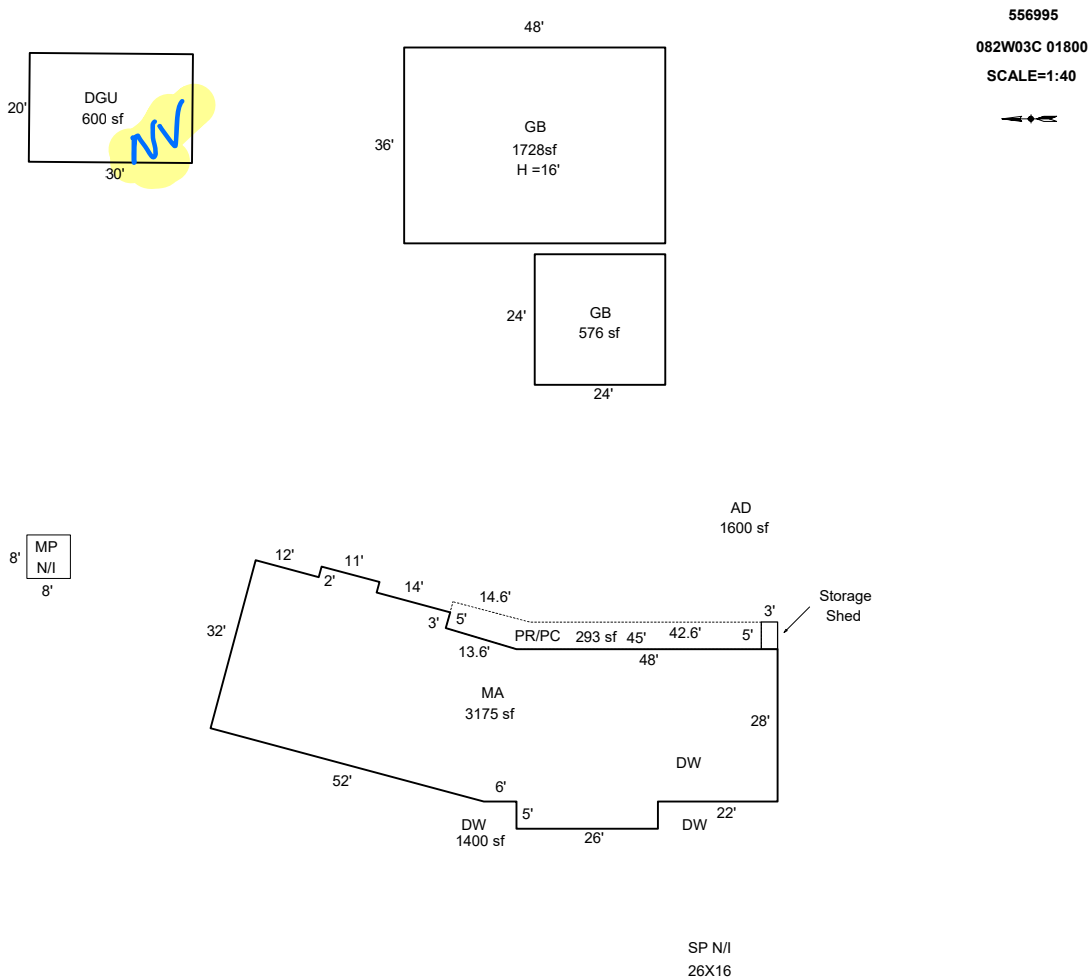 556995
082W03C 01800
SCALE=1:40
48'
20'
DGU
600 sf
NV
30'
36'
GB
1728sf
H =16'
24'
GB
576 sf
24'
AD
1600 sf
8'
MP
N/I
8'
12'
2'
11'
14'
14.6'
3'
5'
13.6'
PR/PC 293 sf 45' 42.6'
5'
3'
Storage
Shed
48'
32'
MA
3175 sf
28'
DW
52'
6'
5'
22'
DW
1400 sf
26'
DW
SP N/I
26X16